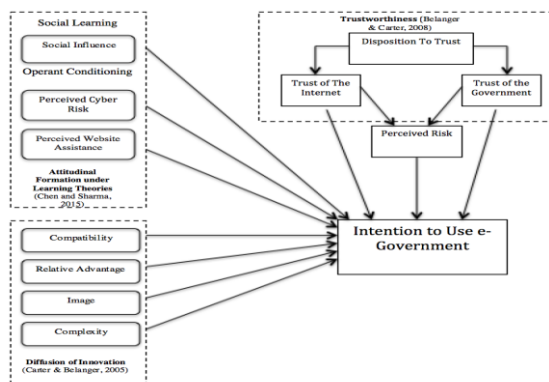 Social Learning
Social Influence
Operant Conditioning
Perceived Cyber
Risk
Perceived Website
Assistance
Attitudinal
Formation under
Learning Theories
(Chen and Sharma,
2015)
Trustworthiness (Belanger
& Carter, 2008)
Disposition To Trust
Trust of The
Internet
Trust of the
Government
Perceived Risk
Intention to Use e-
Government
Compatibility
Relative Advantage
Image
Complexity
Diffusion of Innovation
(Carter & Belanger, 2005)